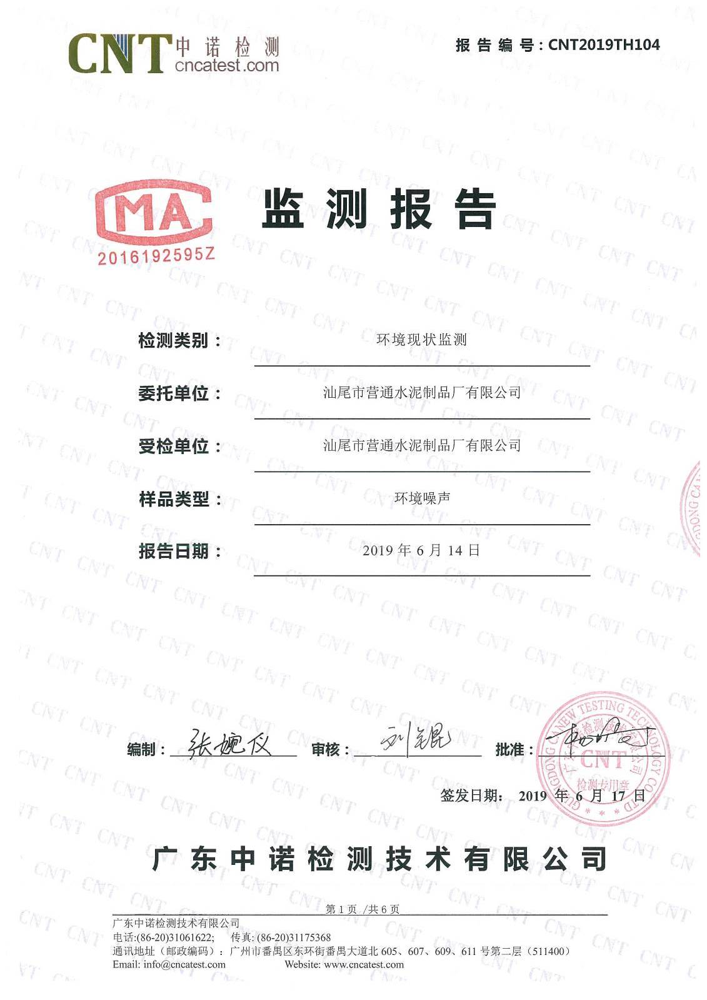 CNT 中诺检测
cncatest.com
报告编号:CNT2019TH104
监测报告
MA
2016192595Z
检测类别： 环境现状监测
委托单位： 汕尾市营通水泥制品厂有限公司
受检单位： 汕尾市营通水泥制品厂有限公司
样品类型： 环境噪声
报告日期： 2019 年 6 月 14 日
编制： 张婉仪 审核： 刘锟 批准：
GUANGDONG CANEW TESTING TECHNOLOGY CO.,LTD
广东中诺检测技术有限公司
CNT
检测专用章
签发日期： 2019 年 6 月 17 日
广东中诺检测技术有限公司
第 1 页 /共 6 页
广东中诺检测技术有限公司
电话:(86-20)31061622; 传真: (86-20)31175368
通讯地址（邮政编码）: 广州市番禺区东环街番禺大道北 605、607、609、611 号第二层（511400）
Email: info@cncatest.com Website: www.cncatest.com